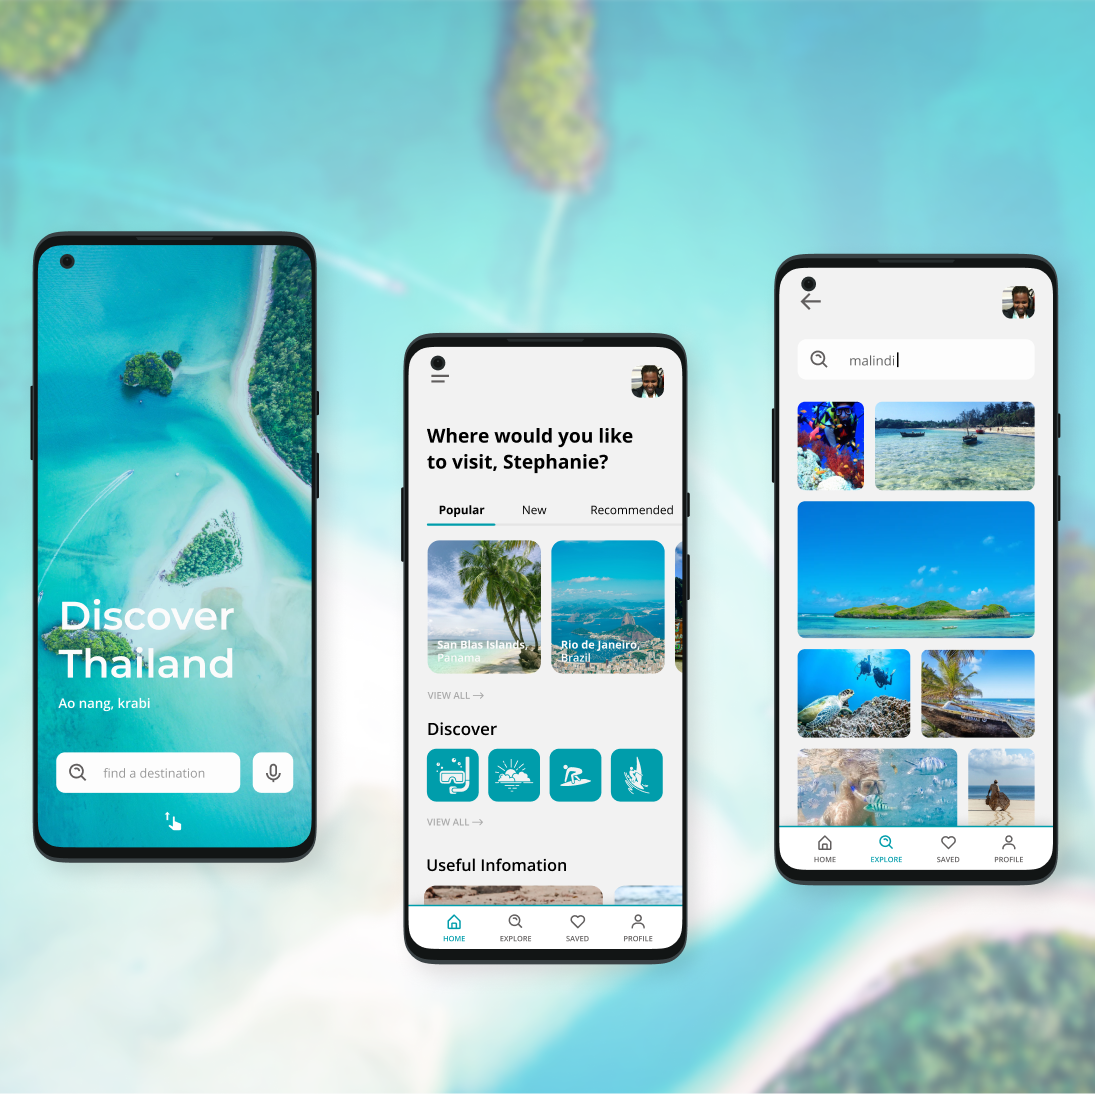 Discover
Thailand
Ao nang, krabi
find a destination
Where would you like
to visit, Stephanie?
Popular New Recommended
San Blas Islands,
Panama
Rio de Janeiro,
Brazil
VIEW ALL
Discover
VIEW ALL
Useful Infomation
HOME EXPLORE SAVED PROFILE
malindi
HOME EXPLORE SAVED PROFILE